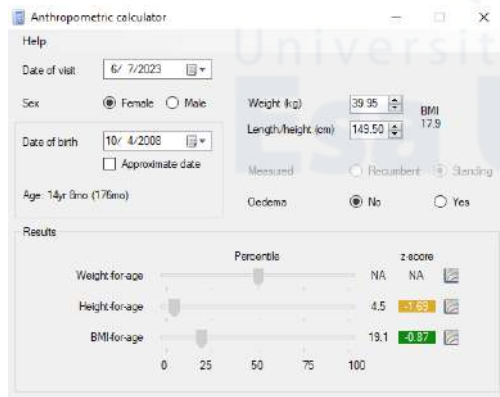 Anthropometric calculator
Help
Date of visit 6/ 7/2023
Sex Female Male
Weight (kg) 39.95
BMI
17.9
Length/height (cm) 149.50
Date of birth 10/ 4/2008
Approximate date
Measured Recumbent Standing
Age: 14yr 8mo (176mo)
Oedema No Yes
Results
Percentile z-score
Weight-for-age NA NA
Height-for-age 4.5 -1.69
BMI-for-age 19.1 -0.87
0 25 50 75 100
Universit
Esa U